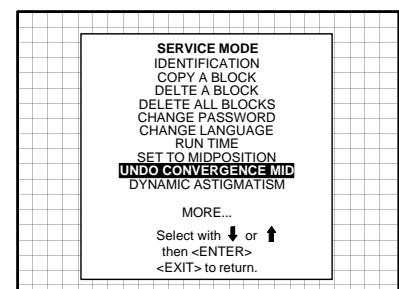 SERVICE MODE
IDENTIFICATION
COPY A BLOCK
DELTE A BLOCK
DELETE ALL BLOCKS
CHANGE PASSWORD
CHANGE LANGUAGE
RUN TIME
SET TO MIDPOSITION
UNDO CONVERGENCE MID
DYNAMIC ASTIGMATISM
MORE...
Select with ⬇ or ⬆
then <ENTER>
<EXIT> to return.